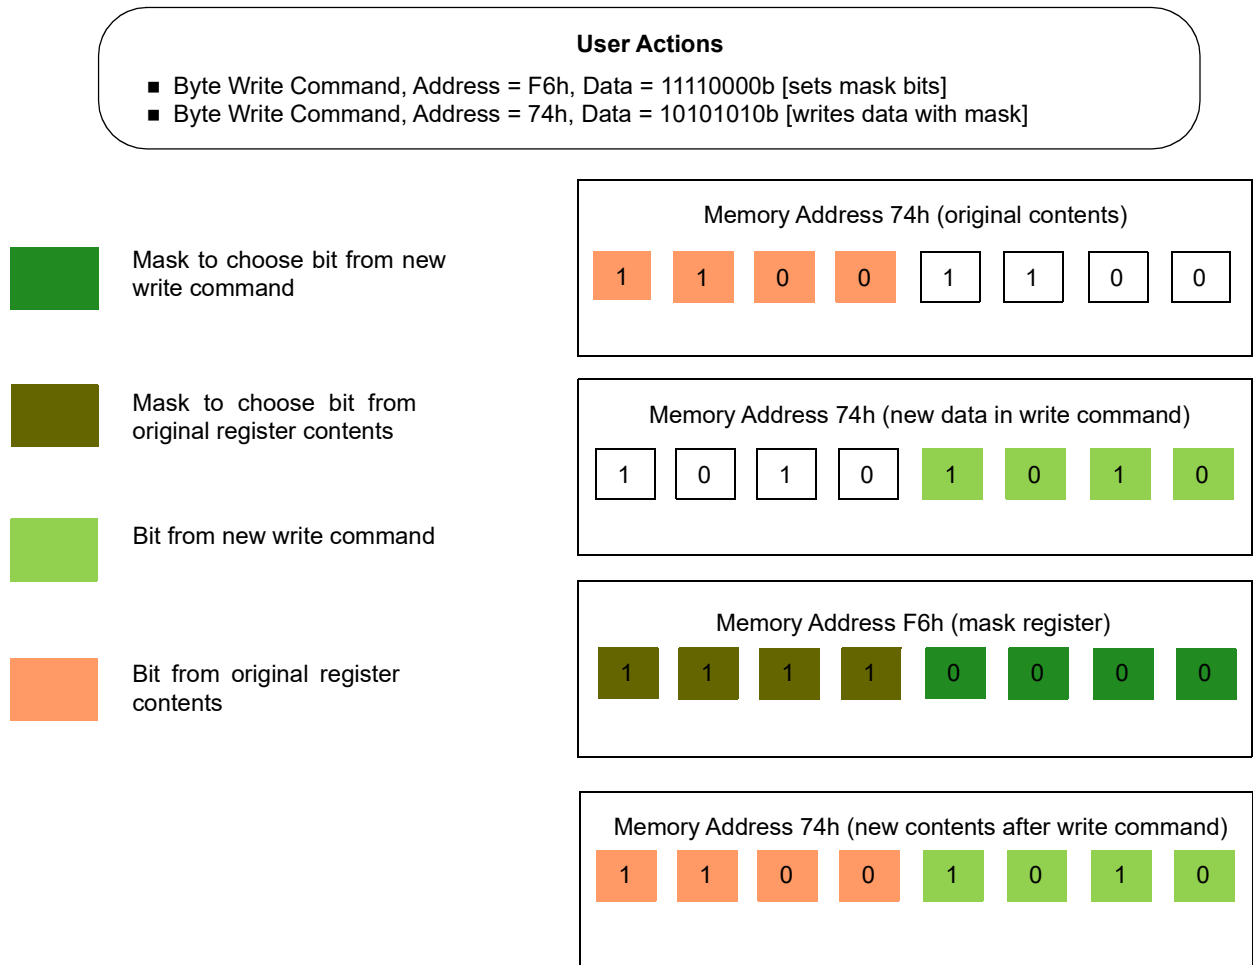 User Actions
■ Byte Write Command, Address = F6h, Data = 11110000b [sets mask bits]
■ Byte Write Command, Address = 74h, Data = 10101010b [writes data with mask]
Mask to choose bit from new
write command
Mask to choose bit from
original register contents
Bit from new write command
Bit from original register
contents
Memory Address 74h (original contents)
1 1 0 0 1 1 0 0
Memory Address 74h (new data in write command)
1 0 1 0 1 0 1 0
Memory Address F6h (mask register)
1 1 1 1 0 0 0 0
Memory Address 74h (new contents after write command)
1 1 0 0 1 0 1 0